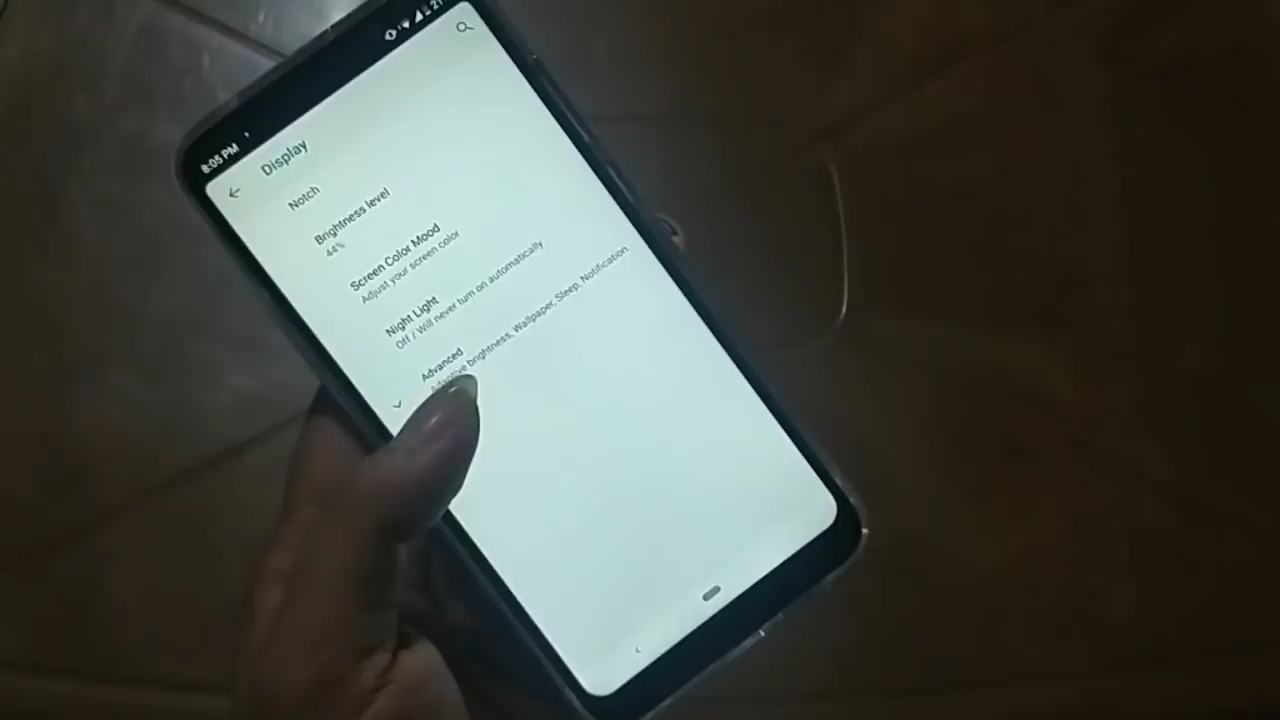 8:05 PM
Display
Notch
Brightness level
44%
Screen Color Mood
Adjust your screen color
Night Light
Off / Will never turn on automatically
Advanced
Adaptive brightness, Wallpaper, Sleep, Notification